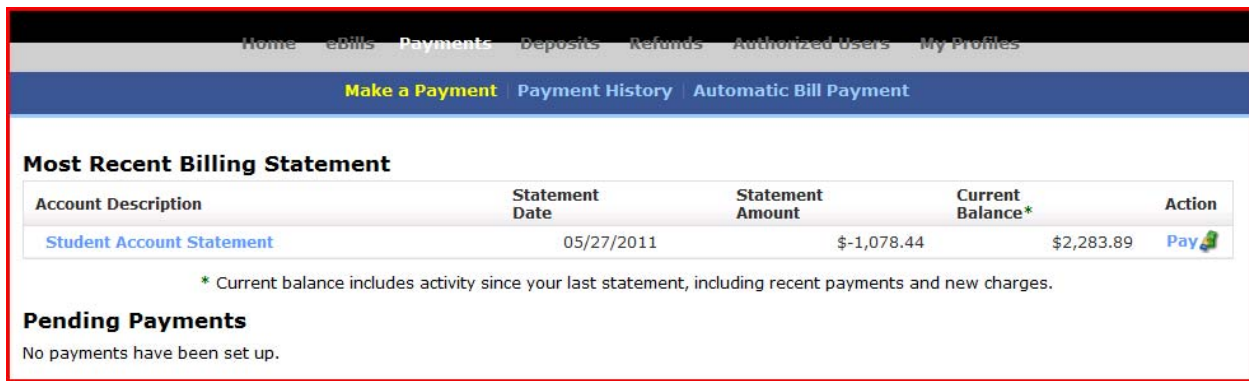 Home eBills Payments Deposits Refunds Authorized Users My Profiles
Make a Payment | Payment History | Automatic Bill Payment
Most Recent Billing Statement
Account Description Statement Date Statement Amount Current Balance* Action
Student Account Statement 05/27/2011 $-1,078.44 $2,283.89 Pay
* Current balance includes activity since your last statement, including recent payments and new charges.
Pending Payments
No payments have been set up.